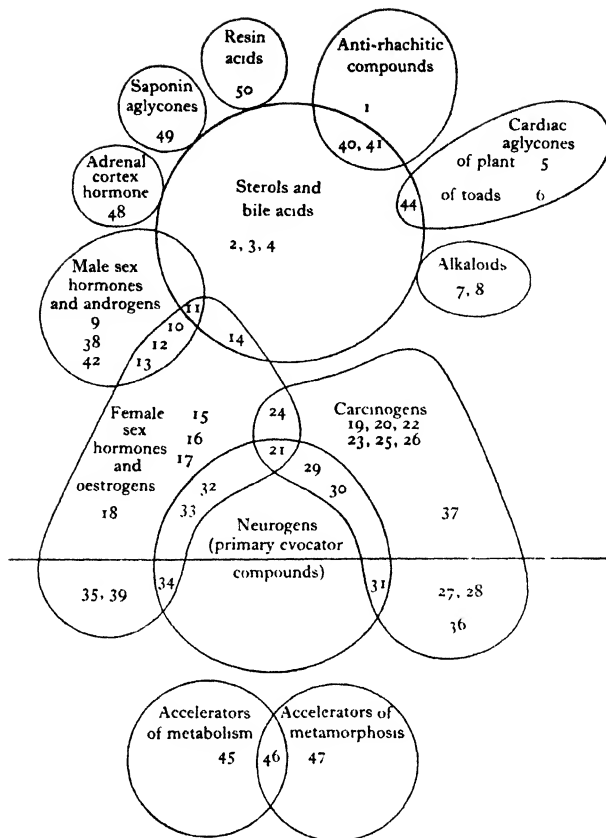 Resin
acids
50
Anti-rhachitic
compounds
1
40, 41
Saponin
aglycones
49
Cardiac
aglycones
of plant 5
of toads 6
44
Adrenal
cortex
hormone
48
Sterols and
bile acids
2, 3, 4
Alkaloids
7, 8
Male sex
hormones
and androgens
9
38
42
11
10
12
13
14
Female
sex
hormones
and
oestrogens
15
16
17
18
24
21
Carcinogens
19, 20, 22
23, 25, 26
29
30
32
33
37
Neurogens
(primary evocator
compounds)
34
31
35, 39
27, 28
36
Accelerators
of metabolism
45
46
Accelerators of
metamorphosis
47